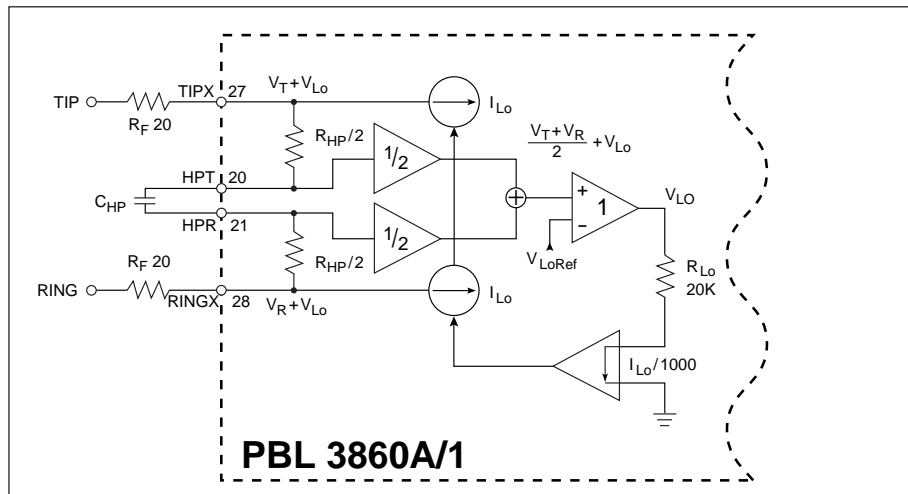 TIP
R_F 20
TIPX
27
V_T+V_Lo
I_Lo
R_HP/2
1/2
V_T+V_R
2
+V_Lo
HPT
20
C_HP
HPR
21
1/2
+
+
1
−
V_LO
V_LoRef
R_HP/2
R_Lo
20K
R_F 20
RING
RINGX
28
V_R+V_Lo
I_Lo
I_Lo/1000
PBL 3860A/1